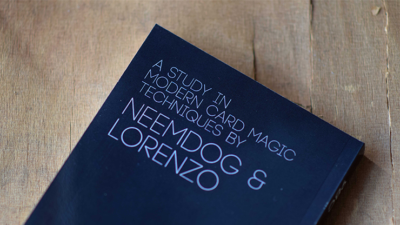 A STUDY IN
MODERN CARD MAGIC
TECHNIQUES BY
NEEMDOG &
LORENZO